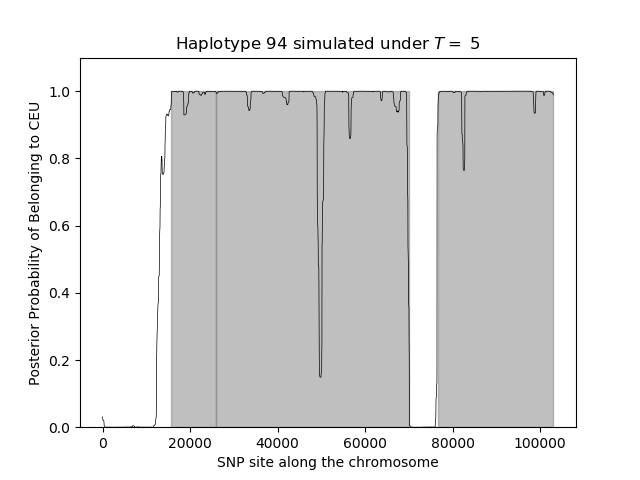 Haplotype 94 simulated under T = 5
Posterior Probability of Belonging to CEU
1.0
0.8
0.6
0.4
0.2
0.0
0 20000 40000 60000 80000 100000
SNP site along the chromosome